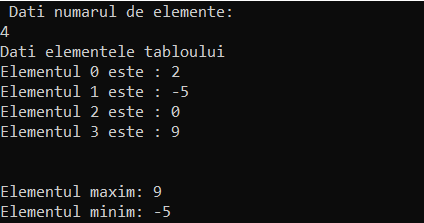 Dati numarul de elemente:
4
Dati elementele tabloului
Elementul 0 este : 2
Elementul 1 este : -5
Elementul 2 este : 0
Elementul 3 este : 9
Elementul maxim: 9
Elementul minim: -5